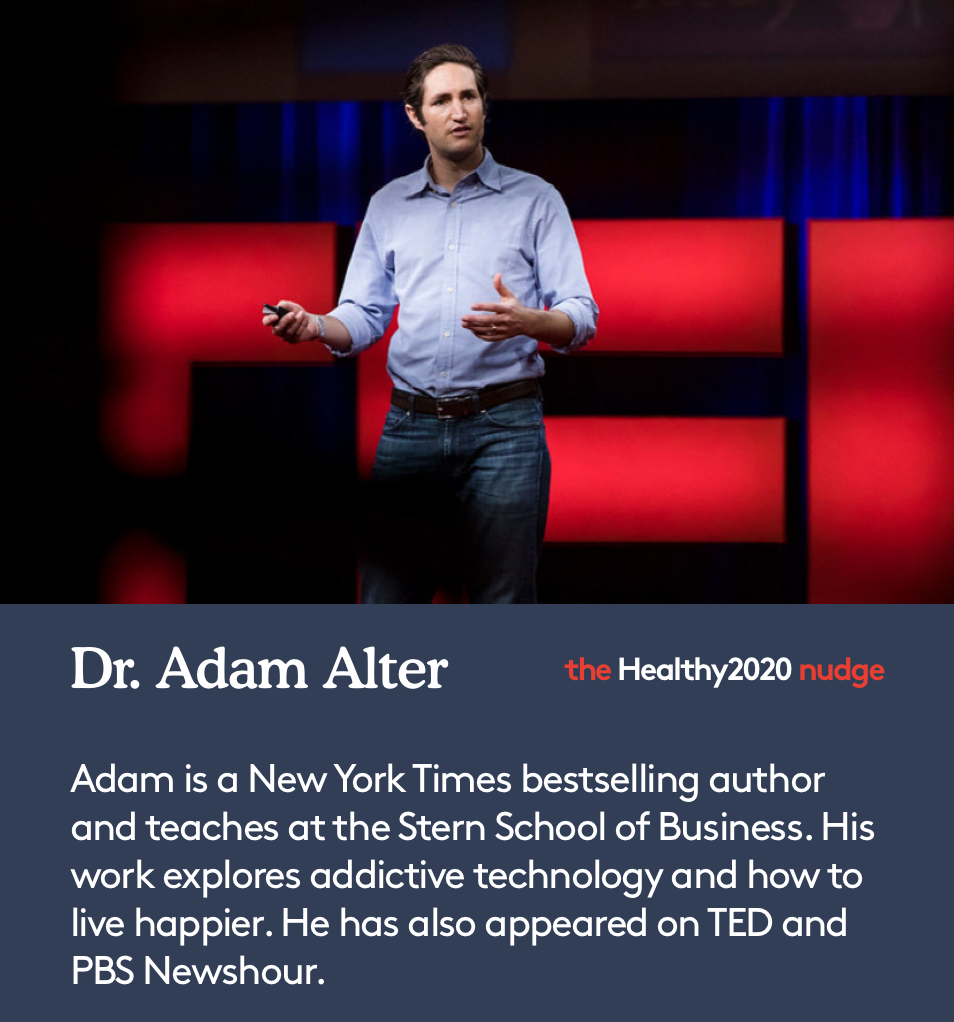 TED
Dr. Adam Alter
the Healthy2020 nudge
Adam is a New York Times bestselling author
and teaches at the Stern School of Business. His
work explores addictive technology and how to
live happier. He has also appeared on TED and
PBS Newshour.